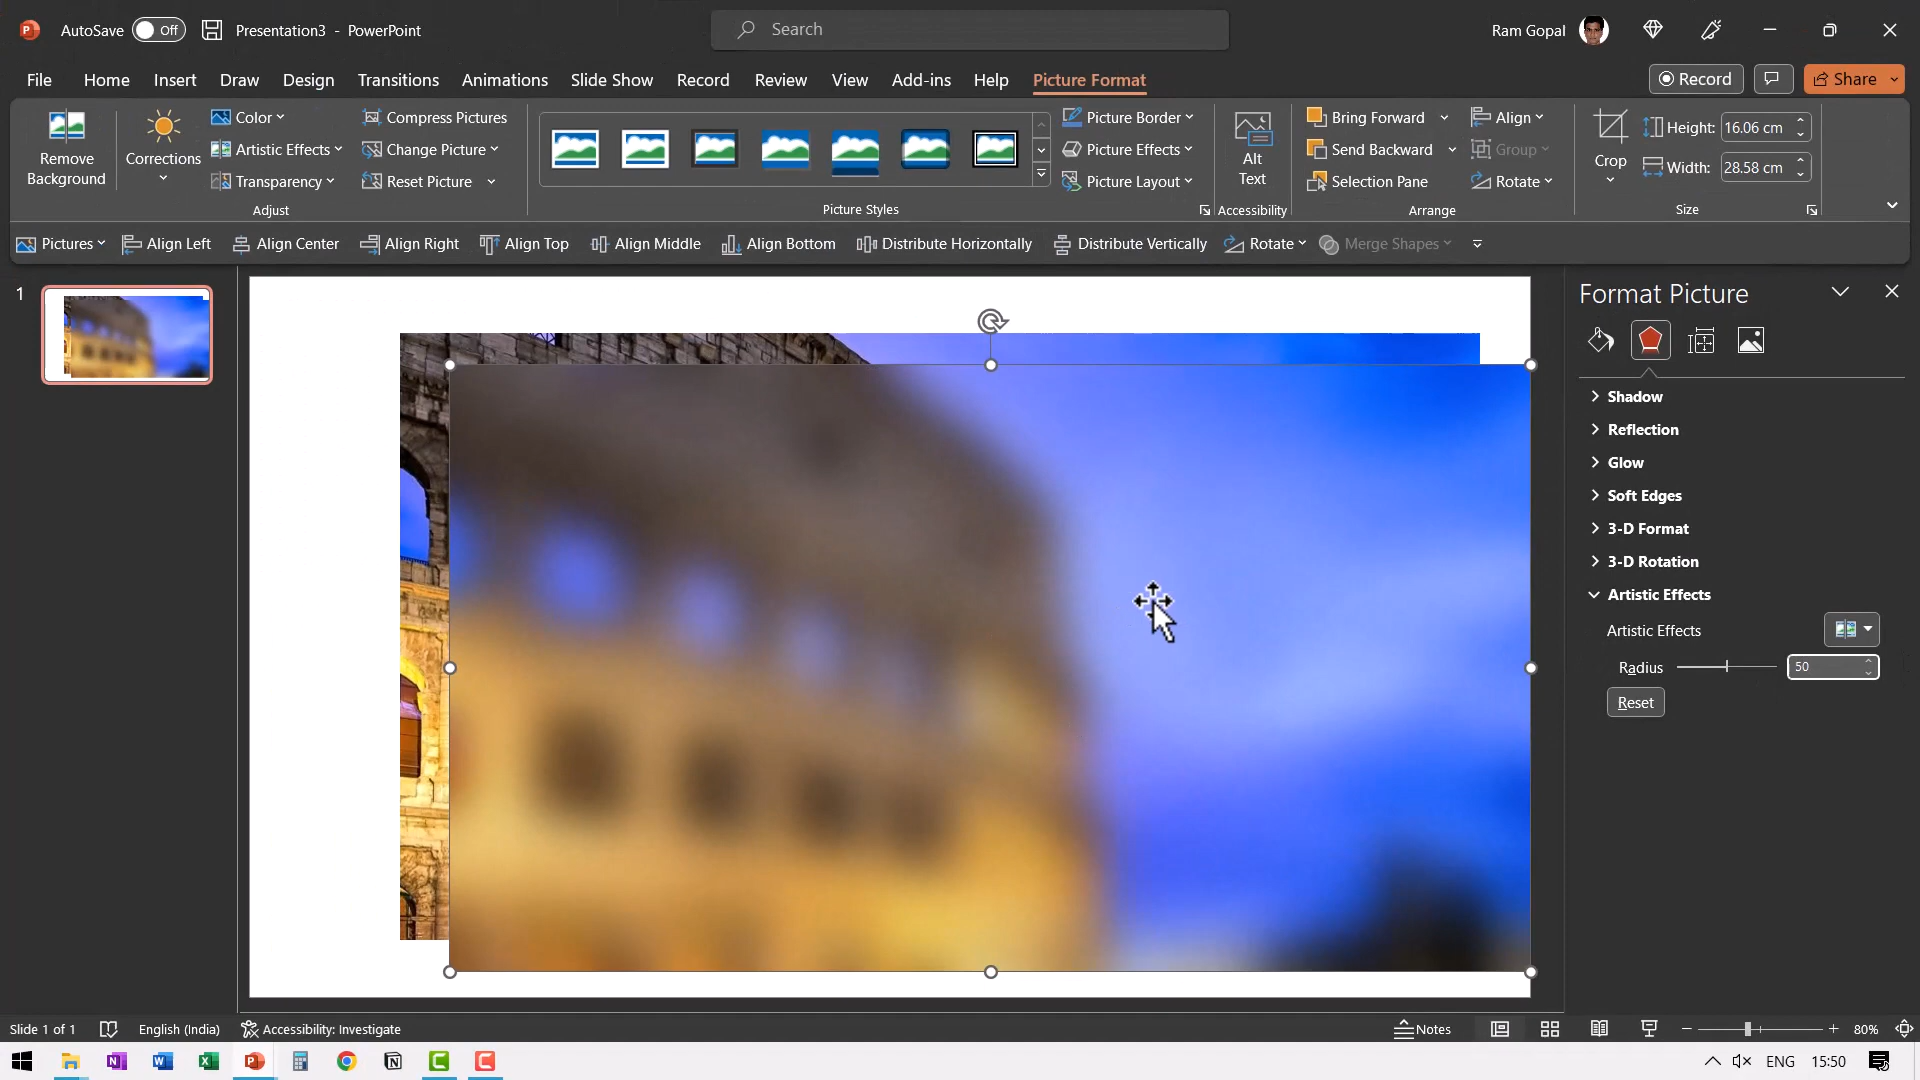 AutoSave Off Presentation3 - PowerPoint Search Ram Gopal
File Home Insert Draw Design Transitions Animations Slide Show Record Review View Add-ins Help Picture Format Record Share
Remove Background
Corrections
Color
Artistic Effects
Transparency
Compress Pictures
Change Picture
Reset Picture
Adjust
Picture Styles
Picture Border
Picture Effects
Picture Layout
Alt Text
Accessibility
Bring Forward
Send Backward
Selection Pane
Align
Group
Rotate
Arrange
Crop
Height: 16.06 cm
Width: 28.58 cm
Size
Pictures Align Left Align Center Align Right Align Top Align Middle Align Bottom Distribute Horizontally Distribute Vertically Rotate Merge Shapes
1
Format Picture
Shadow
Reflection
Glow
Soft Edges
3-D Format
3-D Rotation
Artistic Effects
Artistic Effects
Radius 50
Reset
Slide 1 of 1 English (India) Accessibility: Investigate Notes 80%
ENG 15:50